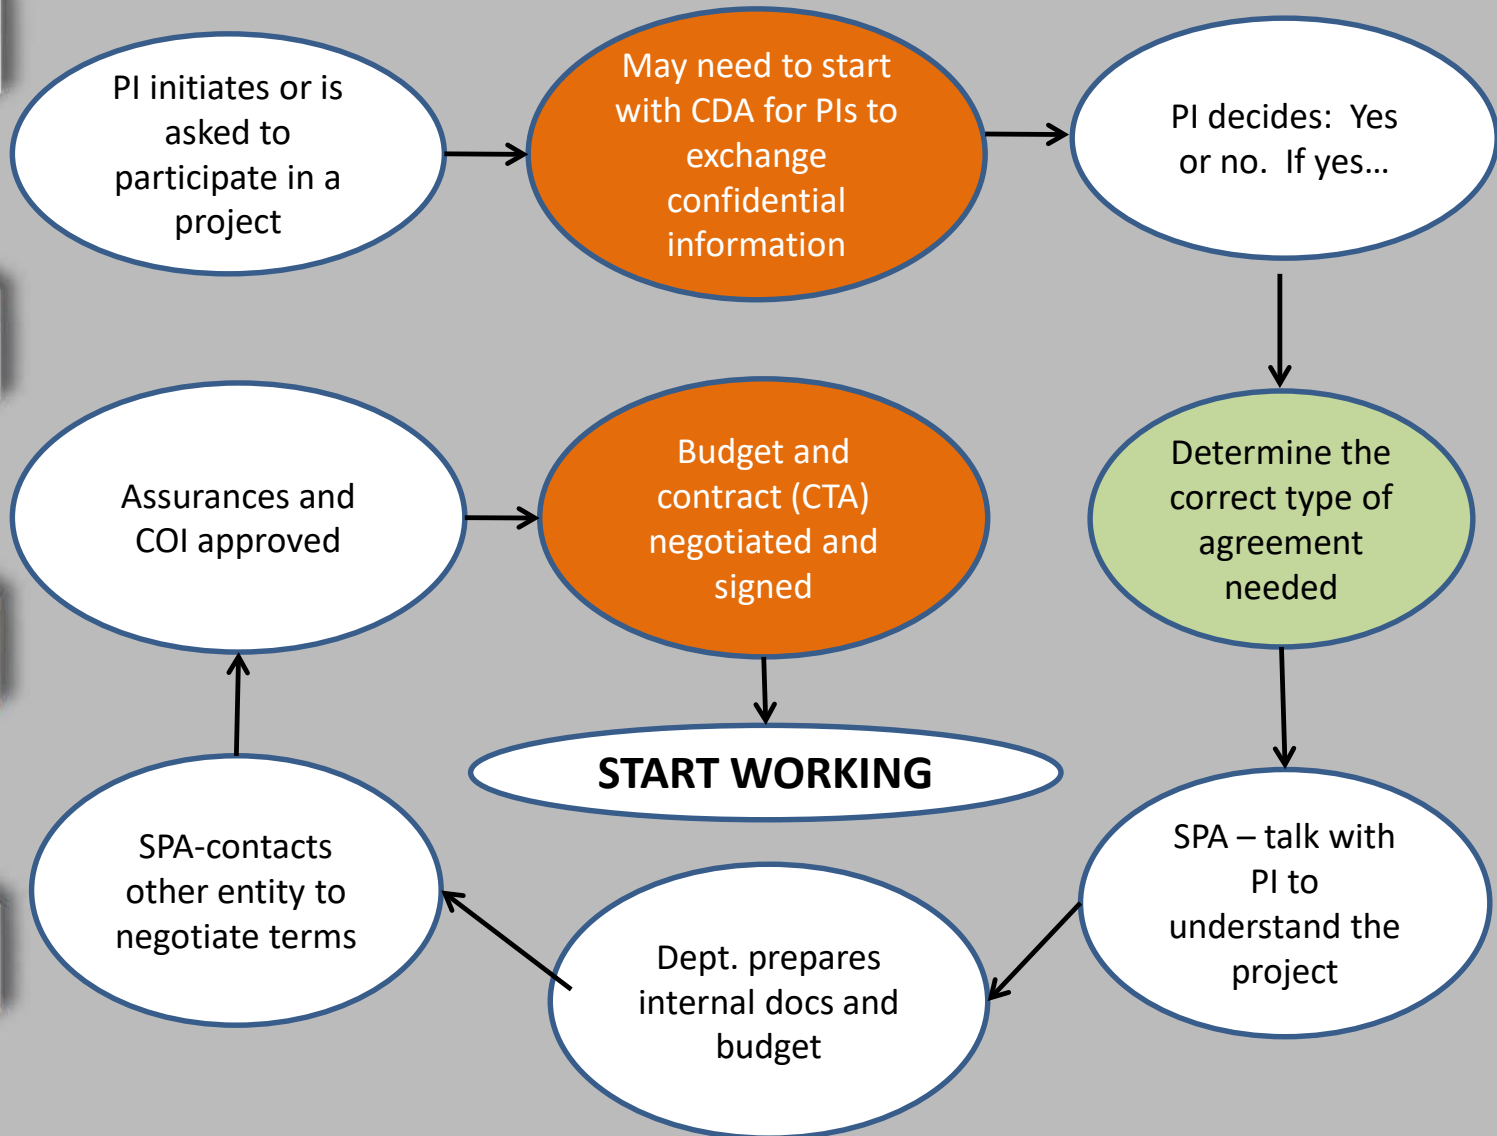 PI initiates or is
asked to
participate in a
project
May need to start
with CDA for PIs to
exchange
confidential
information
PI decides:  Yes
or no.  If yes…
Determine the
correct type of
agreement
needed
SPA – talk with
PI to
understand the
project
Dept. prepares
internal docs and
budget
SPA-contacts
other entity to
negotiate terms
Assurances and
COI approved
Budget and
contract (CTA)
negotiated and
signed
START WORKING